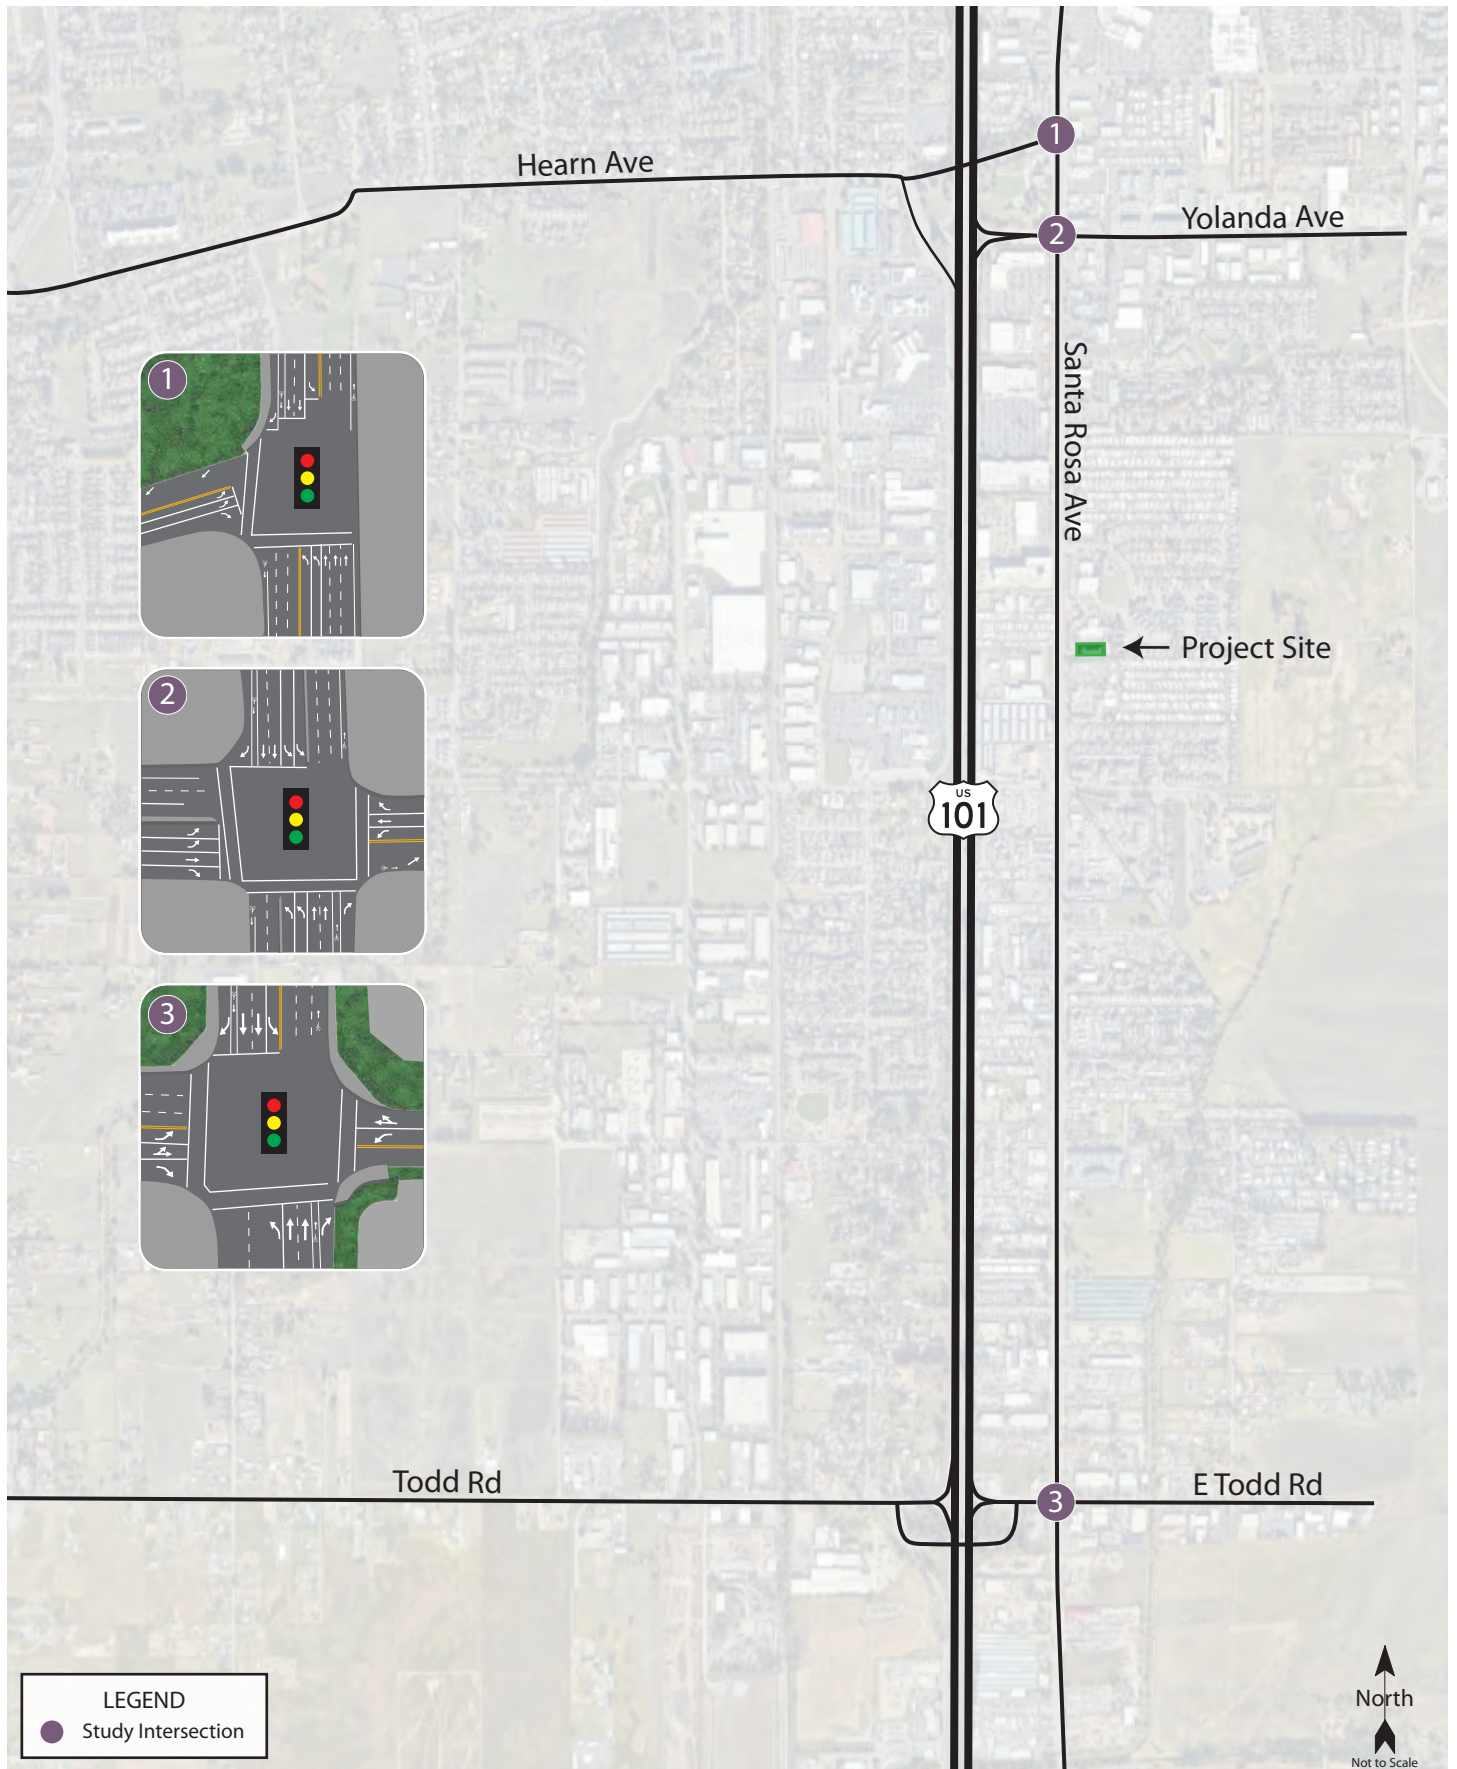 1
Hearn Ave
Yolanda Ave
2
Santa Rosa Ave
1
Project Site
2
US
101
3
Todd Rd
E Todd Rd
3
LEGEND
Study Intersection
North
Not to Scale